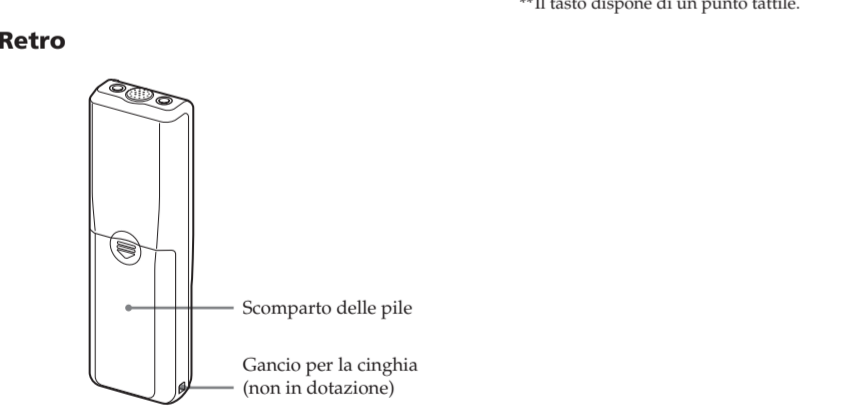 **Il tasto dispone di un punto tattile.
Retro
Scomparto delle pile
Gancio per la cinghia
(non in dotazione)